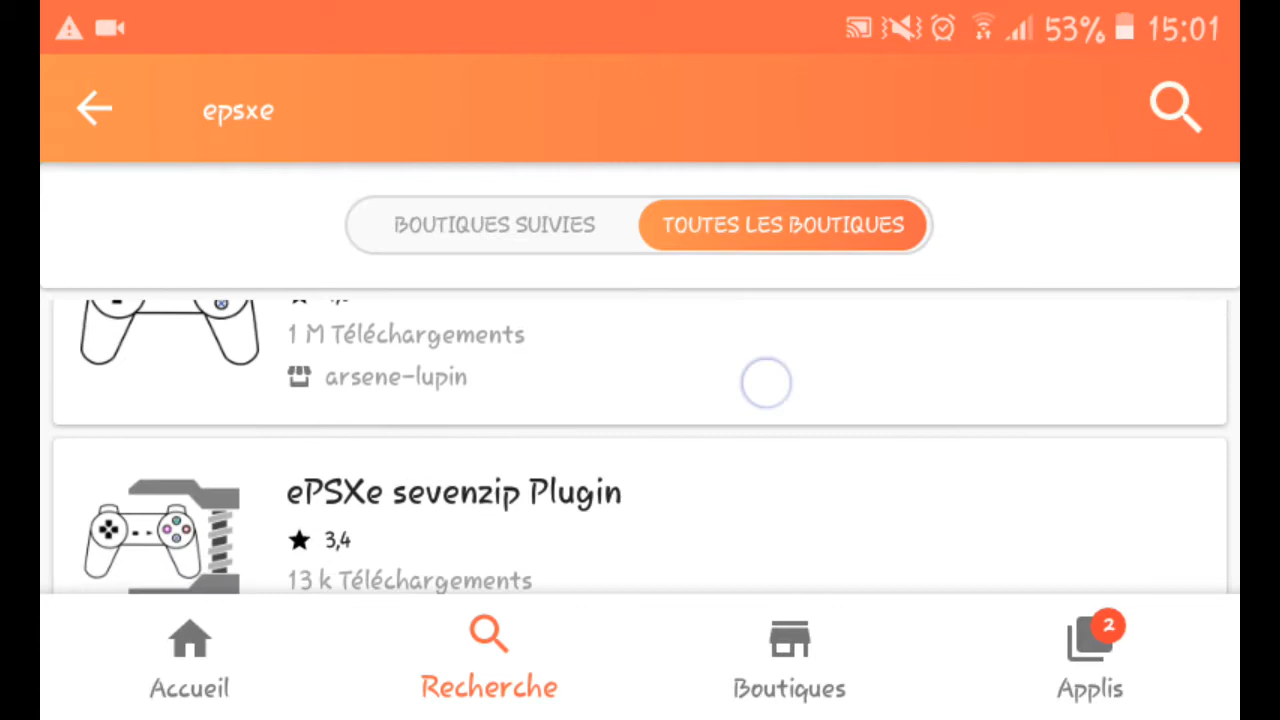 53% 15:01
epsxe
BOUTIQUES SUIVIES TOUTES LES BOUTIQUES
1 M Téléchargements
arsene-lupin
ePSXe sevenzip Plugin
3,4
13 k Téléchargements
2
Accueil Recherche Boutiques Applis